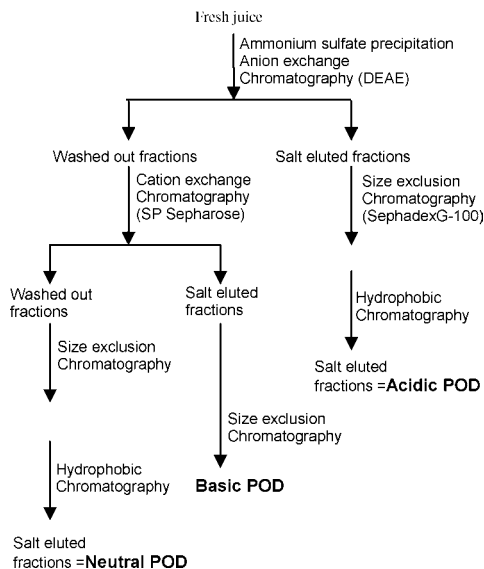 Fresh juice
Ammonium sulfate precipitation
Anion exchange
Chromatography (DEAE)
Washed out fractions
Salt eluted fractions
Cation exchange
Chromatography
(SP Sepharose)
Size exclusion
Chromatography
(SephadexG-100)
Washed out
fractions
Salt eluted
fractions
Hydrophobic
Chromatography
Size exclusion
Chromatography
Salt eluted
fractions =Acidic POD
Size exclusion
Chromatography
Hydrophobic
Chromatography
Basic POD
Salt eluted
fractions =Neutral POD